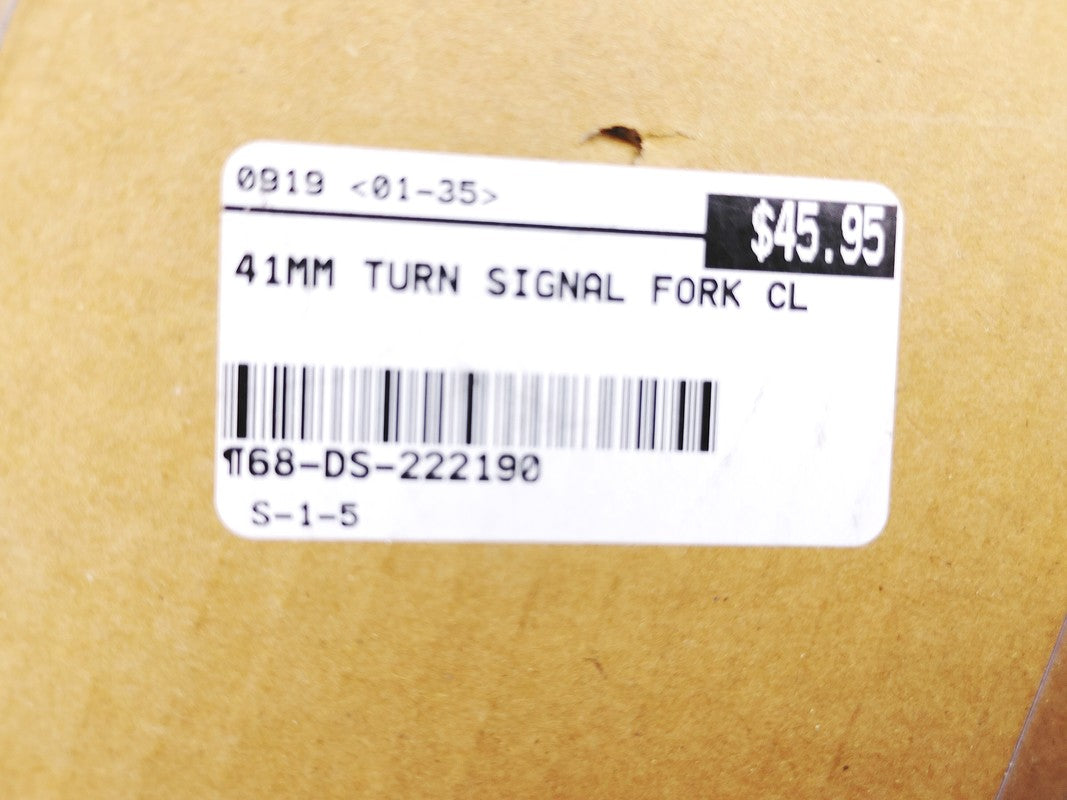 0919 <01-35>
$45.95
41MM TURN SIGNAL FORK CL
¶68-DS-222190
S-1-5